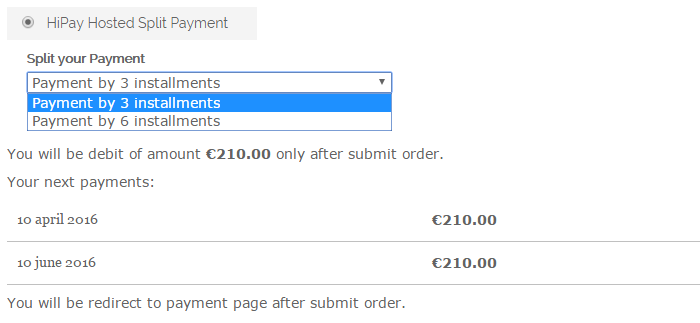 HiPay Hosted Split Payment
Split your Payment
Payment by 3 installments
Payment by 3 installments
Payment by 6 installments
You will be debit of amount €210.00 only after submit order.
Your next payments:
10 april 2016 €210.00
10 june 2016 €210.00
You will be redirect to payment page after submit order.